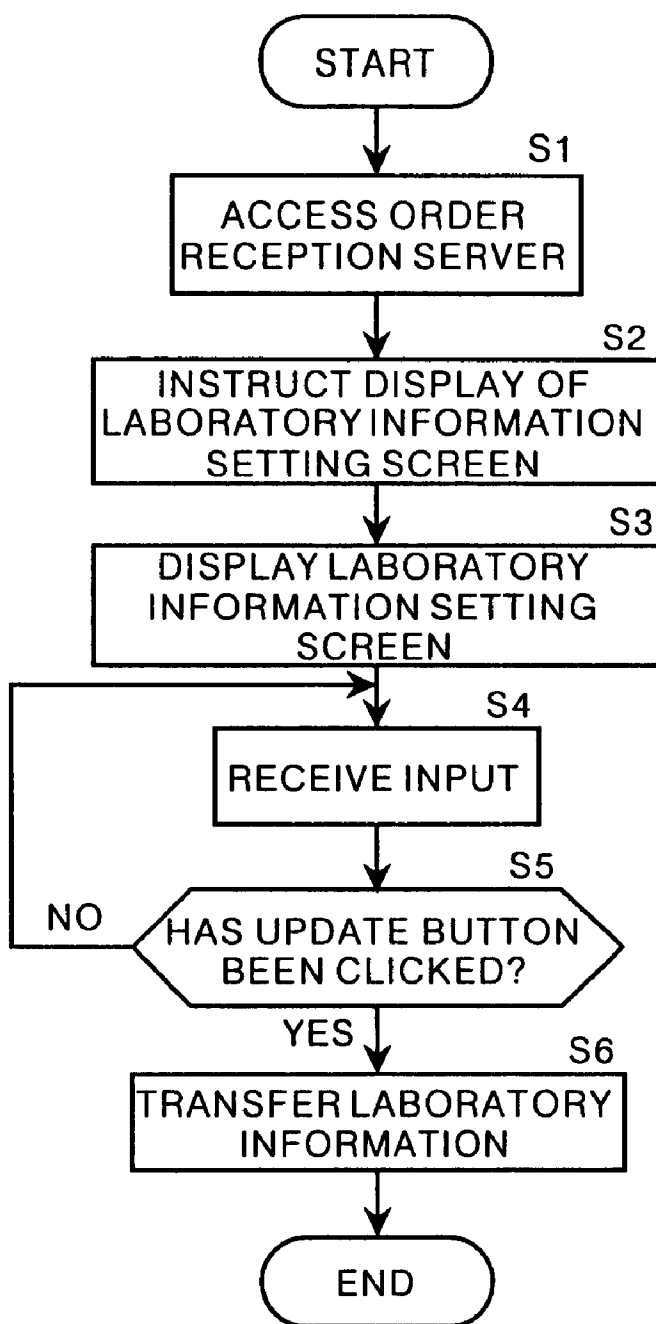 START
S1
ACCESS ORDER
RECEPTION SERVER
S2
INSTRUCT DISPLAY OF
LABORATORY INFORMATION
SETTING SCREEN
S3
DISPLAY LABORATORY
INFORMATION SETTING
SCREEN
S4
RECEIVE INPUT
S5
HAS UPDATE BUTTON
BEEN CLICKED?
NO
YES
S6
TRANSFER LABORATORY
INFORMATION
END